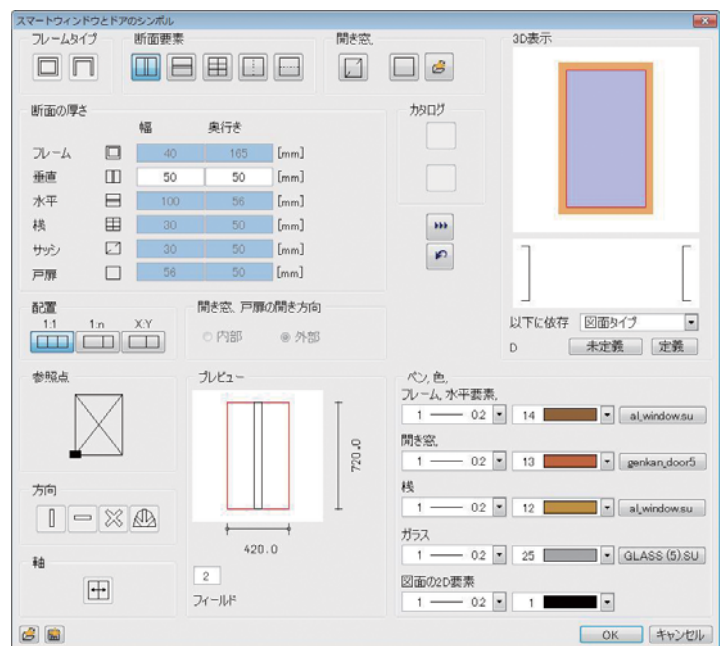 スマートウィンドウとドアのシンボル
フレームタイプ 断面要素 開き窓, 3D表示
断面の厚さ カタログ
幅 奥行き
フレーム 40 165 [mm]
垂直 50 50 [mm]
水平 100 56 [mm]
桟 30 50 [mm]
サッシ 30 50 [mm]
戸扉 56 50 [mm]
配置 開き窓、戸扉の開き方向
1:1 1:n X:Y
内部 外部
以下に依存 図面タイプ
D 未定義 定義
参照点 プレビュー ペン, 色,
フレーム, 水平要素,
1 0.2 14 al_window.su
開き窓,
1 0.2 13 genkan_door5
720.0
桟
1 0.2 12 al_window.su
方向
ガラス
1 0.2 25 GLASS (5).SU
420.0
軸
2
図面の2D要素
フィールド
1 0.2 1
OK キャンセル